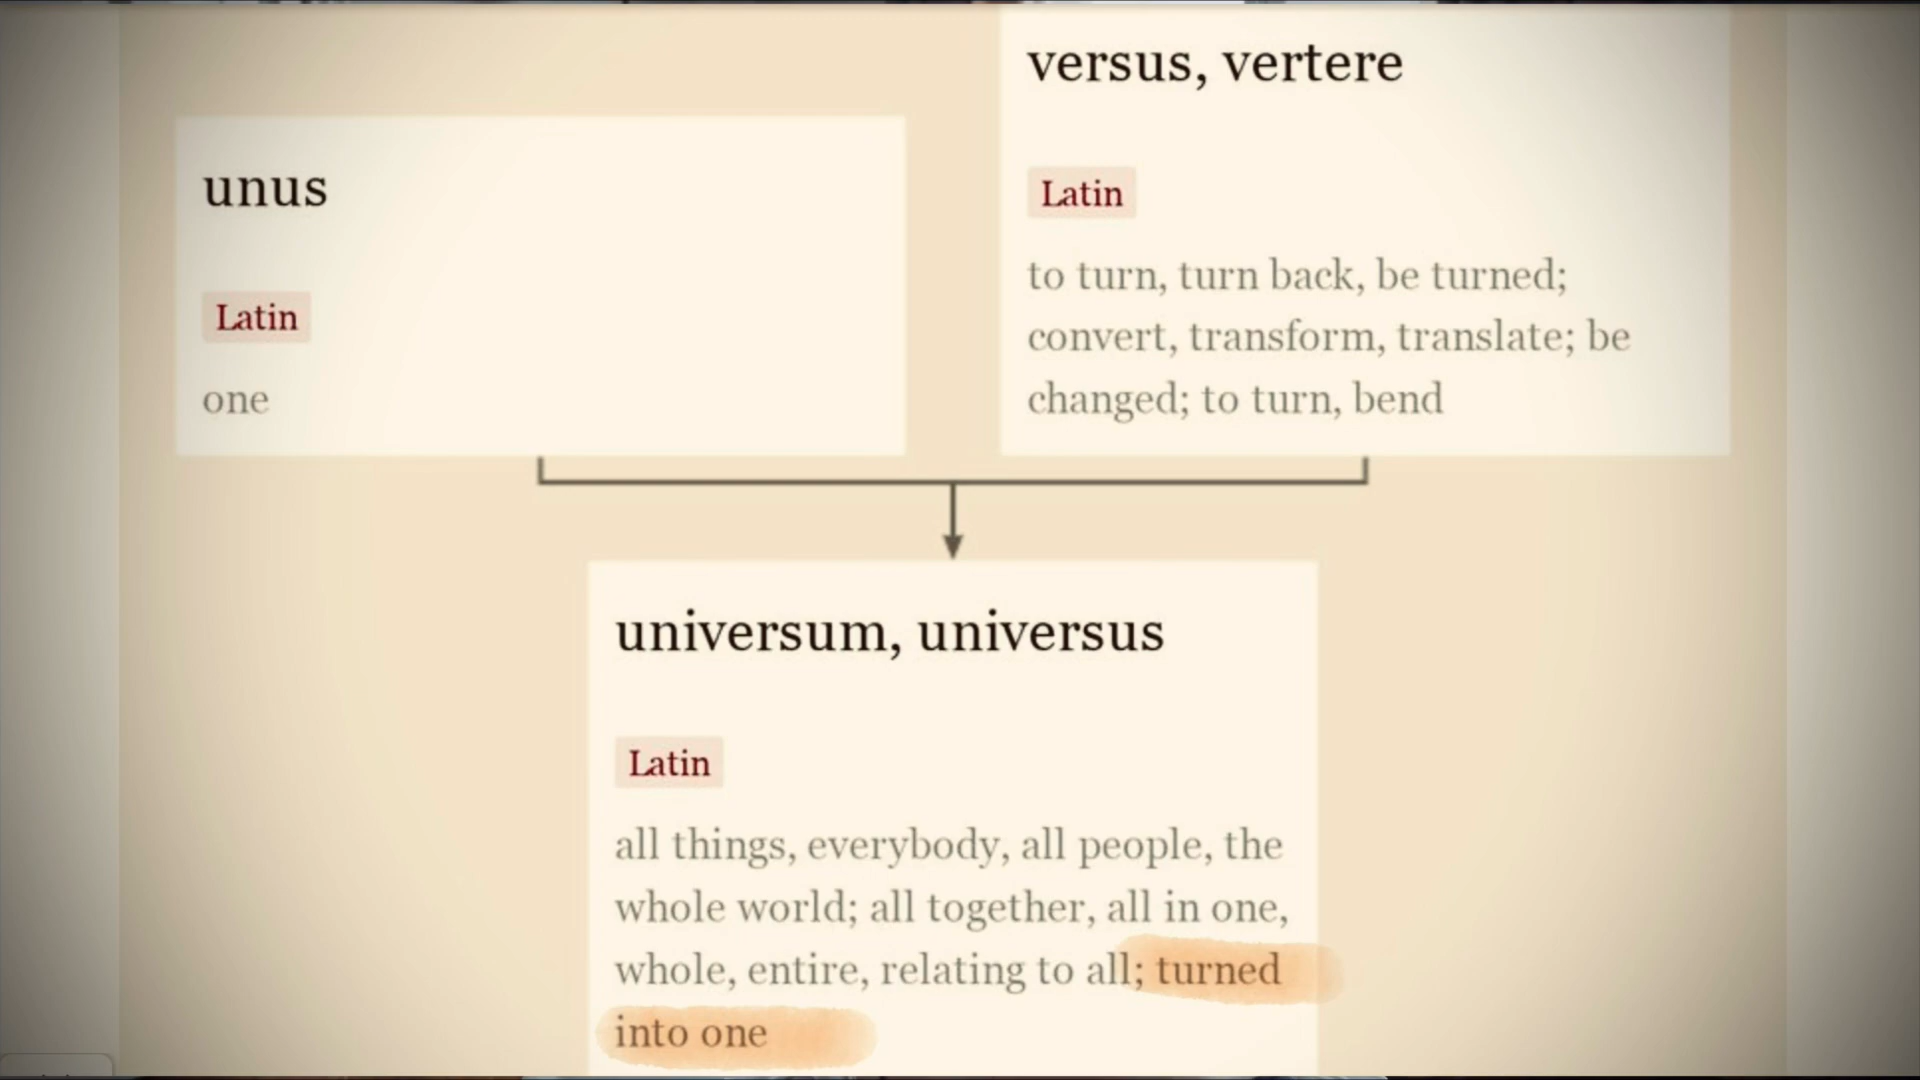 versus, vertere
unus
Latin
Latin
to turn, turn back, be turned;
convert, transform, translate; be
changed; to turn, bend
one
universum, universus
Latin
all things, everybody, all people, the
whole world; all together, all in one,
whole, entire, relating to all; turned
into one